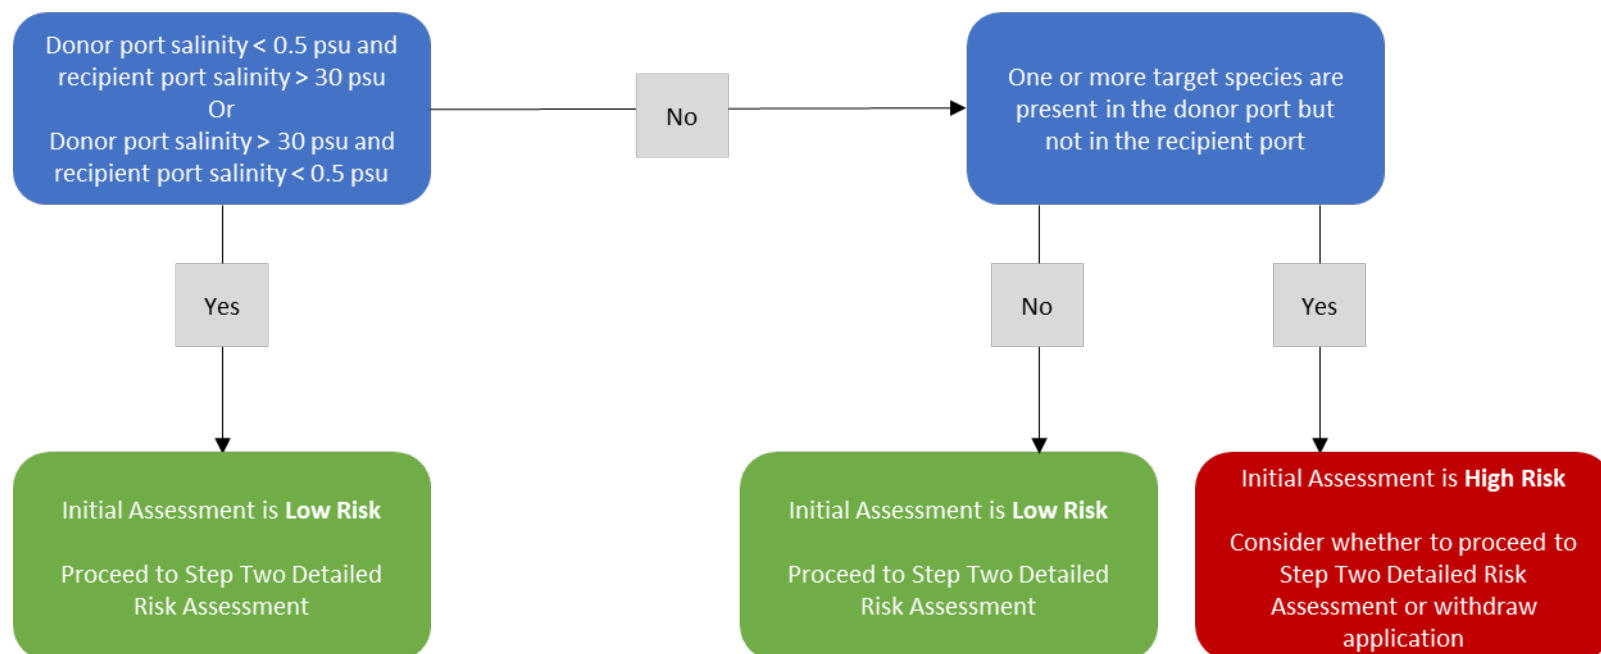 Donor port salinity < 0.5 psu and
recipient port salinity > 30 psu
Or
Donor port salinity > 30 psu and
recipient port salinity < 0.5 psu
No
One or more target species are
present in the donor port but
not in the recipient port
Yes
No
Yes
Initial Assessment is Low Risk
Proceed to Step Two Detailed
Risk Assessment
Initial Assessment is Low Risk
Proceed to Step Two Detailed
Risk Assessment
Initial Assessment is High Risk
Consider whether to proceed to
Step Two Detailed Risk
Assessment or withdraw
application